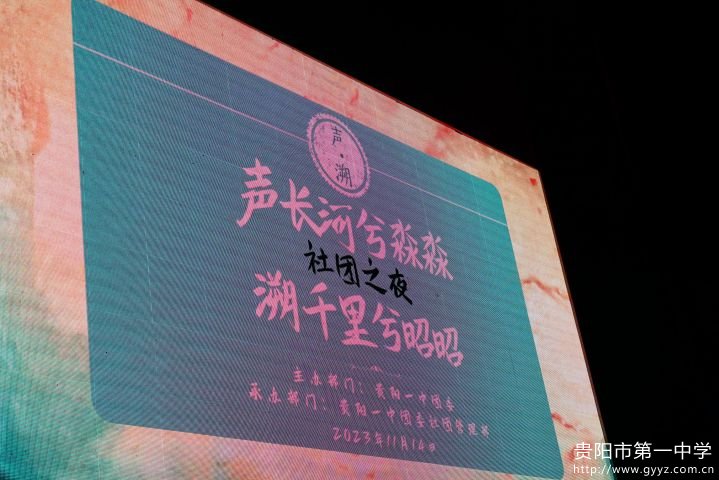 声·溯
声长河兮淼淼
社团之夜
溯千里兮昭昭
主办部门：贵阳一中团委
承办部门：贵阳一中团委社团管理部
2023年11月14日
贵阳市第一中学
http://www.gyyz.com.cn